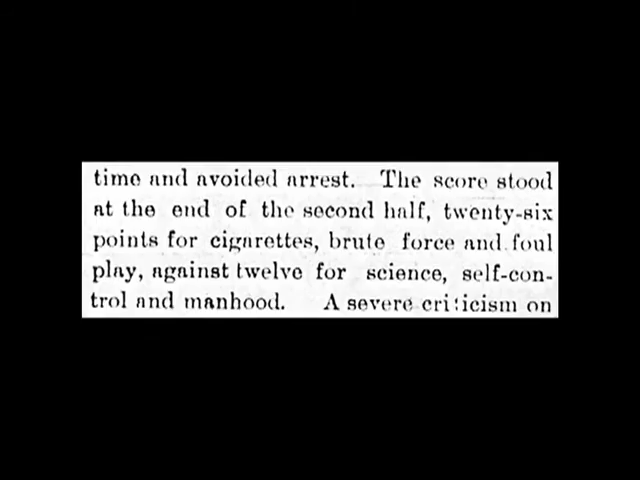 time and avoided arrest. The score stood
at the end of the second half, twenty-six
points for cigarettes, brute force and foul
play, against twelve for science, self-con-
trol and manhood. A severe criticism on